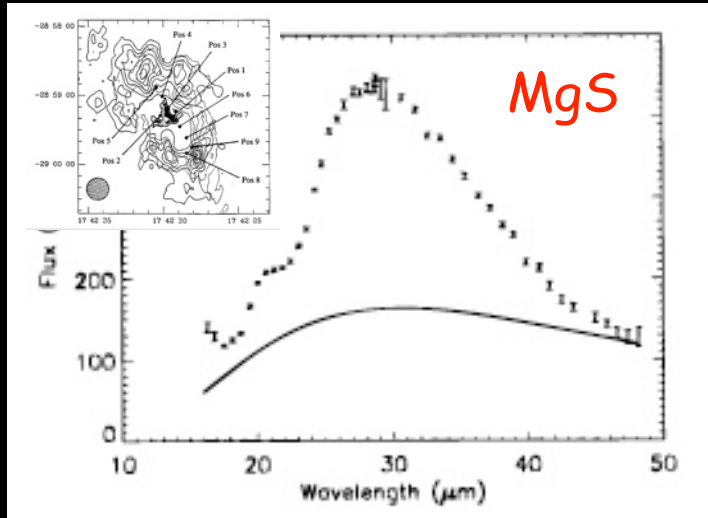 -28 58 00
Pos 4
Pos 3
Pos 1
-28 59 00
Pos 6
Pos 7
Pos 5
Pos 9
Pos 2
-29 00 00
Pos 8
17 42 35
17 42 30
17 42 25
MgS
Flux (
200
100
0
10
20
30
40
50
Wavelength (μm)